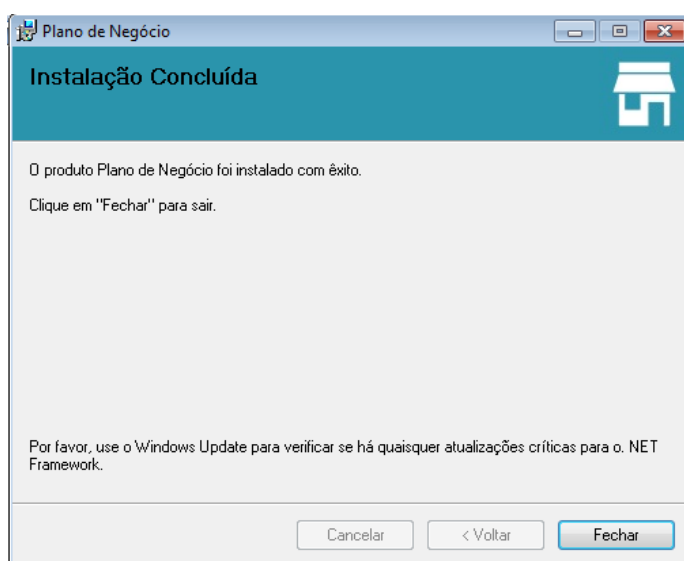 Plano de Negócio
Instalação Concluída
O produto Plano de Negócio foi instalado com êxito.
Clique em "Fechar" para sair.
Por favor, use o Windows Update para verificar se há quaisquer atualizações críticas para o. NET
Framework.
Cancelar
< Voltar
Fechar